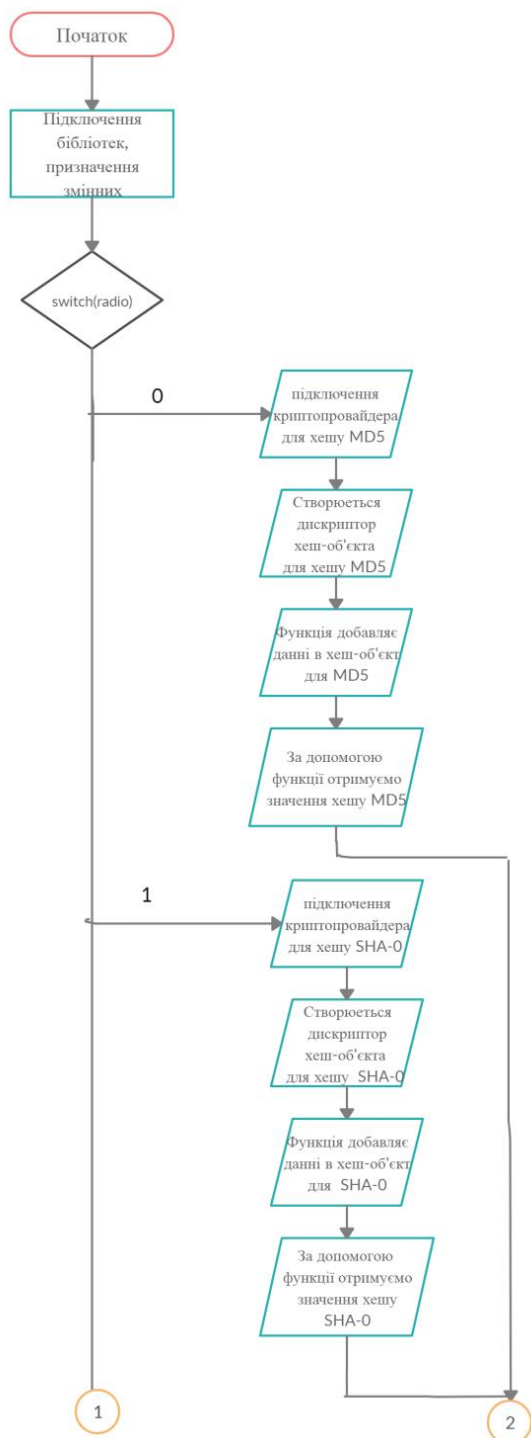 Початок
Підключення
бібліотек,
призначення
змінних
switch(radio)
0
підключення
криптопровайдера
для хешу MD5
Створюеться
дискриптор
хеш-об'єкта
для хешу MD5
Функція добавляє
данні в хеш-об'єкт
для MD5
За допомогою
функції отримуємо
значення хешу MD5
1
підключення
криптопровайдера
для хешу SHA-0
Створюеться
дискриптор
хеш-об'єкта
для хешу SHA-0
Функція добавляє
данні в хеш-об'єкт
для SHA-0
За допомогою
функції отримуємо
значення хешу
SHA-0
1
2